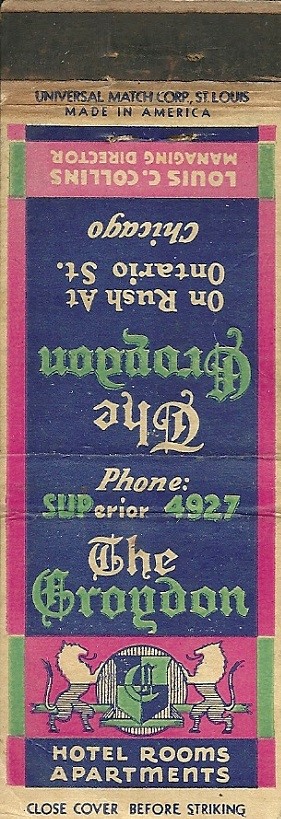 UNIVERSAL MATCH CORP., ST. LOUIS
MADE IN AMERICA
LOUIS C. COLLINS
MANAGING DIRECTOR
The
Croydon
On Rush At
Ontario St.
Chicago
Phone:
SUPerior 4927
The
Croydon
C
HOTEL ROOMS
APARTMENTS
CLOSE COVER BEFORE STRIKING